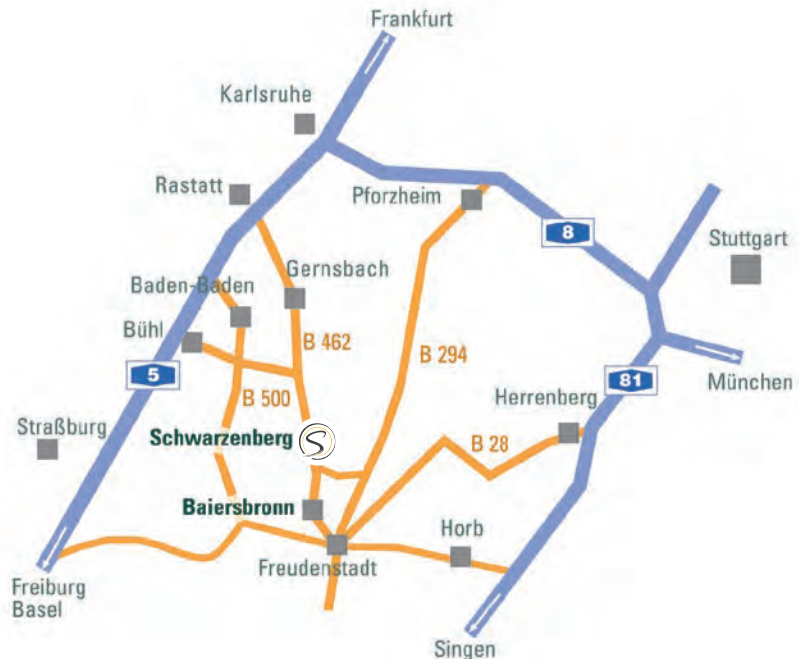 Frankfurt
Karlsruhe
Rastatt
Pforzheim
8
Stuttgart
Gernsbach
Baden-Baden
Bühl
B 462
B 294
5
81
München
B 500
Herrenberg
Straßburg
Schwarzenberg
S
B 28
Baiersbronn
Horb
Freudenstadt
Freiburg
Basel
Singen